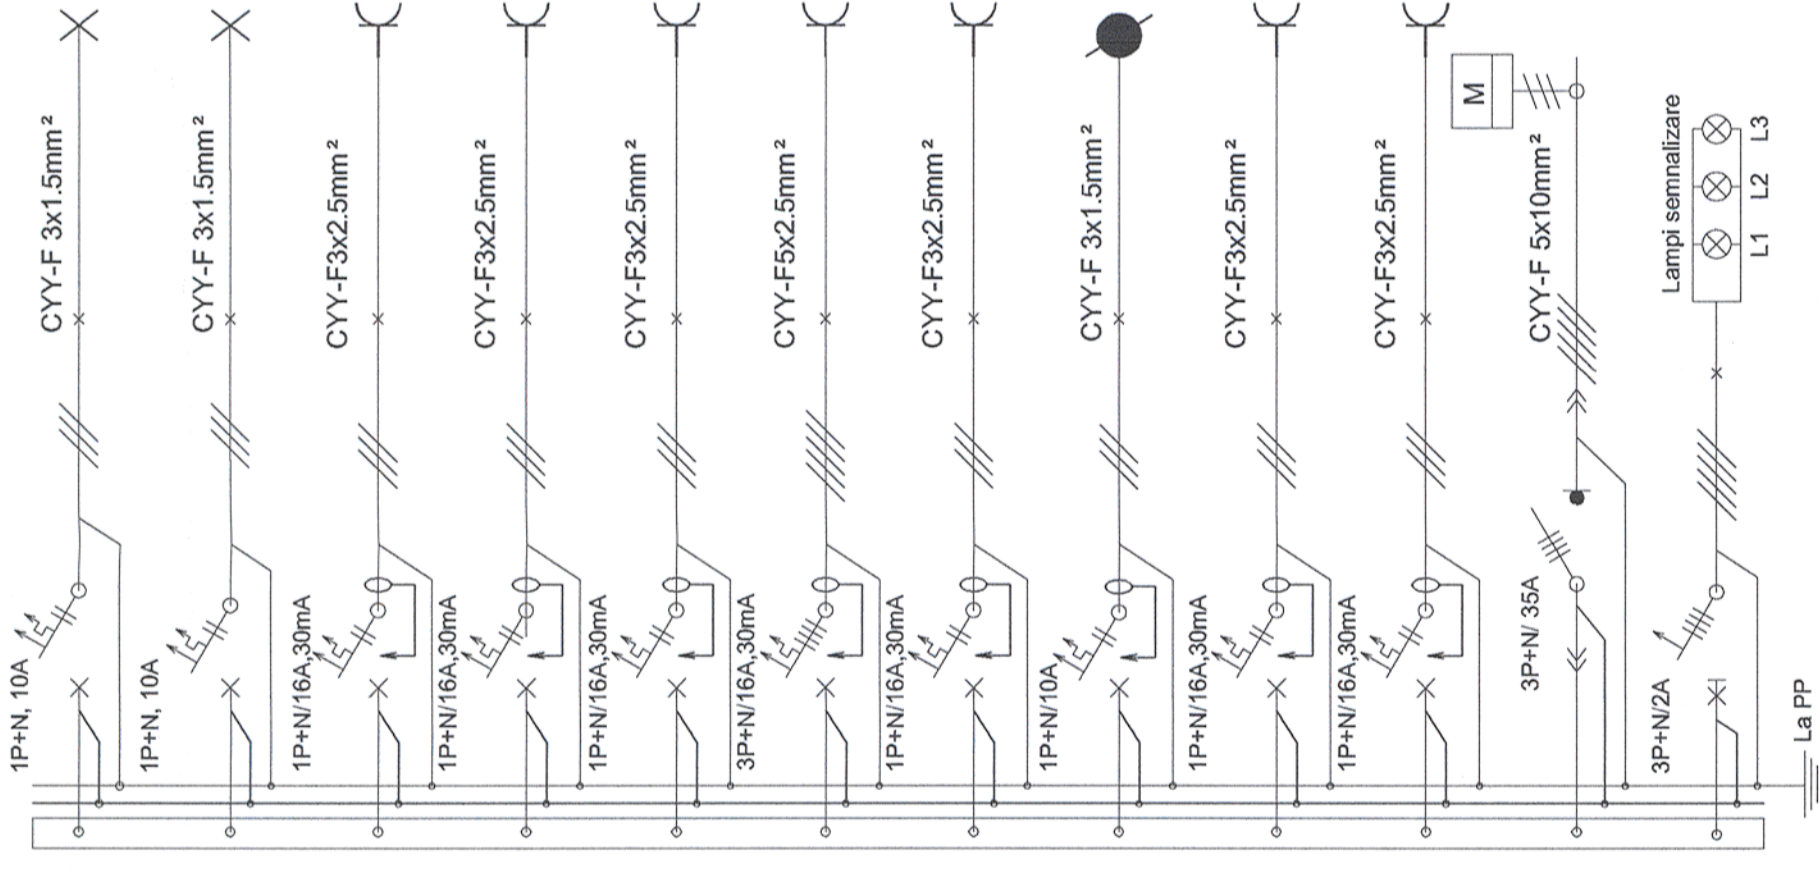 CYY-F 3x1.5mm²
1P+N, 10A
CYY-F 3x1.5mm²
1P+N, 10A
CYY-F3x2.5mm²
1P+N/16A,30mA
CYY-F3x2.5mm²
1P+N/16A,30mA
CYY-F3x2.5mm²
1P+N/16A,30mA
CYY-F5x2.5mm²
3P+N/16A,30mA
CYY-F3x2.5mm²
1P+N/16A,30mA
CYY-F 3x1.5mm²
1P+N/10A
CYY-F3x2.5mm²
1P+N/16A,30mA
CYY-F3x2.5mm²
1P+N/16A,30mA
M
CYY-F 5x10mm²
3P+N/ 35A
Lampi semnalizare
L1 L2 L3
3P+N/2A
La PP